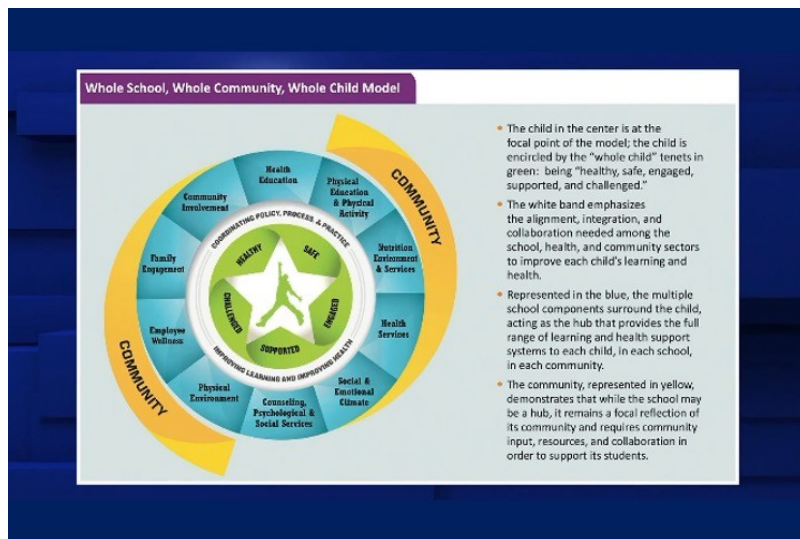 Whole School, Whole Community, Whole Child Model
COMMUNITY
Health
Education
Physical
Education
& Physical
Activity
Nutrition
Environment
& Services
Health
Services
Social &
Emotional
Climate
Counseling,
Psychological &
Social Services
Physical
Environment
Employee
Wellness
Family
Engagement
Community
Involvement
COMMUNITY
COORDINATING POLICY, PROCESS, & PRACTICE
IMPROVING LEARNING AND IMPROVING HEALTH
HEALTHY
SAFE
ENGAGED
SUPPORTED
CHALLENGED
• The child in the center is at the
focal point of the model; the child is
encircled by the “whole child” tenets in
green: being “healthy, safe, engaged,
supported, and challenged.”
• The white band emphasizes
the alignment, integration, and
collaboration needed among the
school, health, and community sectors
to improve each child’s learning and
health.
• Represented in the blue, the multiple
school components surround the child,
acting as the hub that provides the full
range of learning and health support
systems to each child, in each school,
in each community.
• The community, represented in yellow,
demonstrates that while the school may
be a hub, it remains a focal reflection of
its community and requires community
input, resources, and collaboration in
order to support its students.